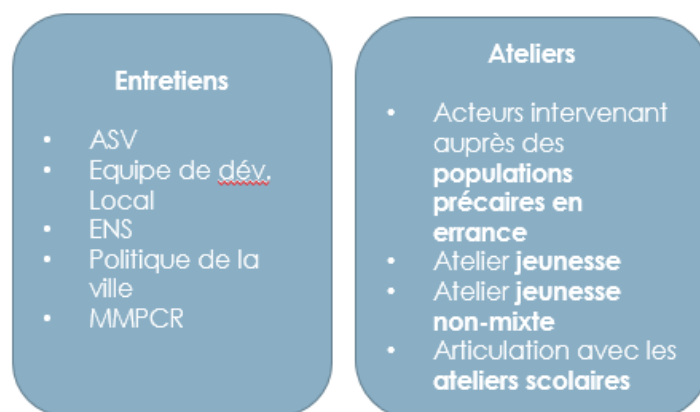 Entretiens
• ASV
• Equipe de dév.
Local
• ENS
• Politique de la
ville
• MMPCR
Ateliers
• Acteurs intervenant
auprès des
populations
précaires en
errance
• Atelier jeunesse
• Atelier jeunesse
non-mixte
• Articulation avec les
ateliers scolaires